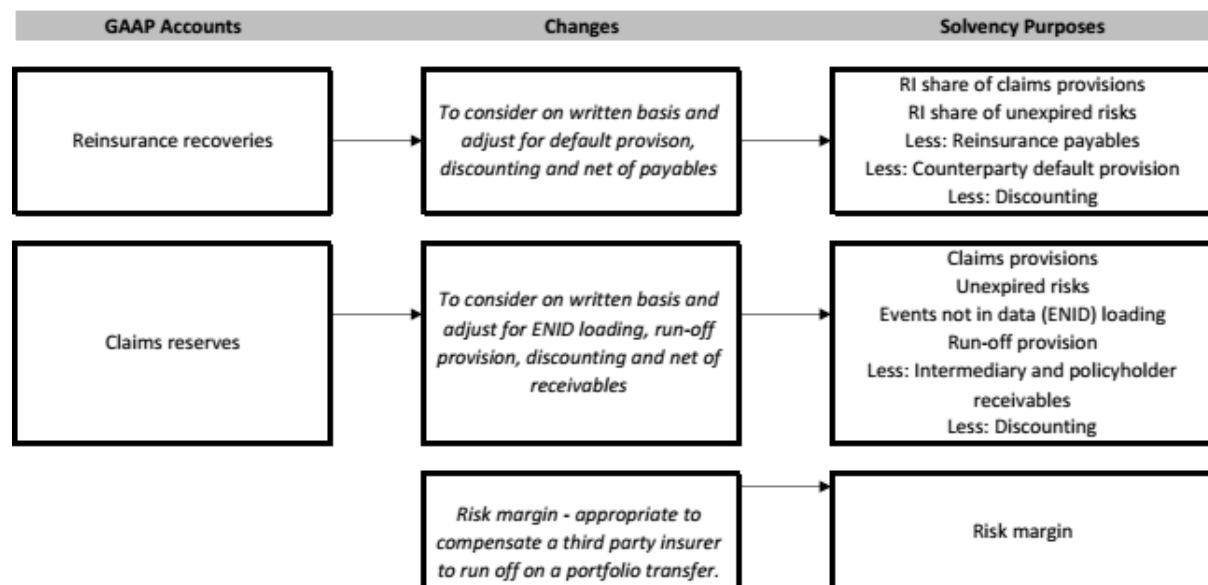 GAAP Accounts
Changes
Solvency Purposes
Reinsurance recoveries
To consider on written basis and
adjust for default provison,
discounting and net of payables
RI share of claims provisions
RI share of unexpired risks
Less: Reinsurance payables
Less: Counterparty default provision
Less: Discounting
Claims reserves
To consider on written basis and
adjust for ENID loading, run-off
provision, discounting and net of
receivables
Claims provisions
Unexpired risks
Events not in data (ENID) loading
Run-off provision
Less: Intermediary and policyholder
receivables
Less: Discounting
Risk margin - appropriate to
compensate a third party insurer
to run off on a portfolio transfer.
Risk margin